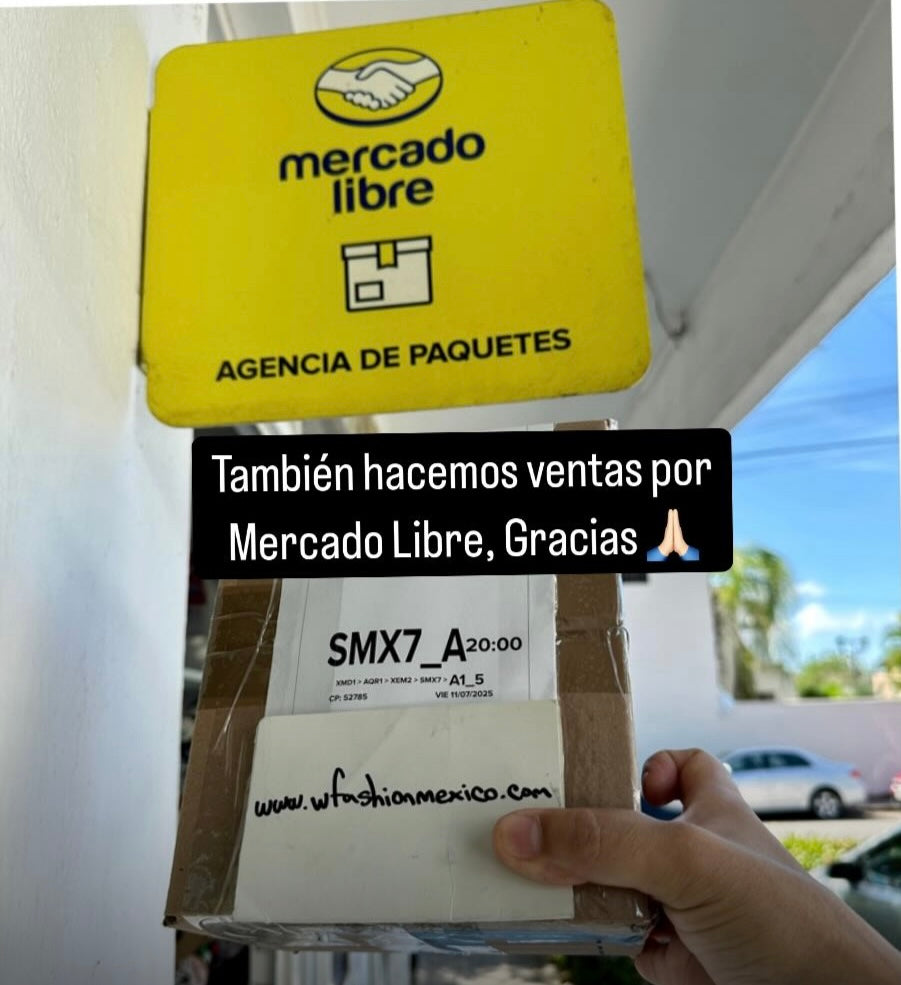 mercado
libre
AGENCIA DE PAQUETES
También hacemos ventas por
Mercado Libre, Gracias 🙏🏻
SMX7_A20:00
XMD1 > AQR1 > XEM2 > SMX7 > A1_5
CP: 52785 VIE 11/07/2025
www.wfashionmexico.com